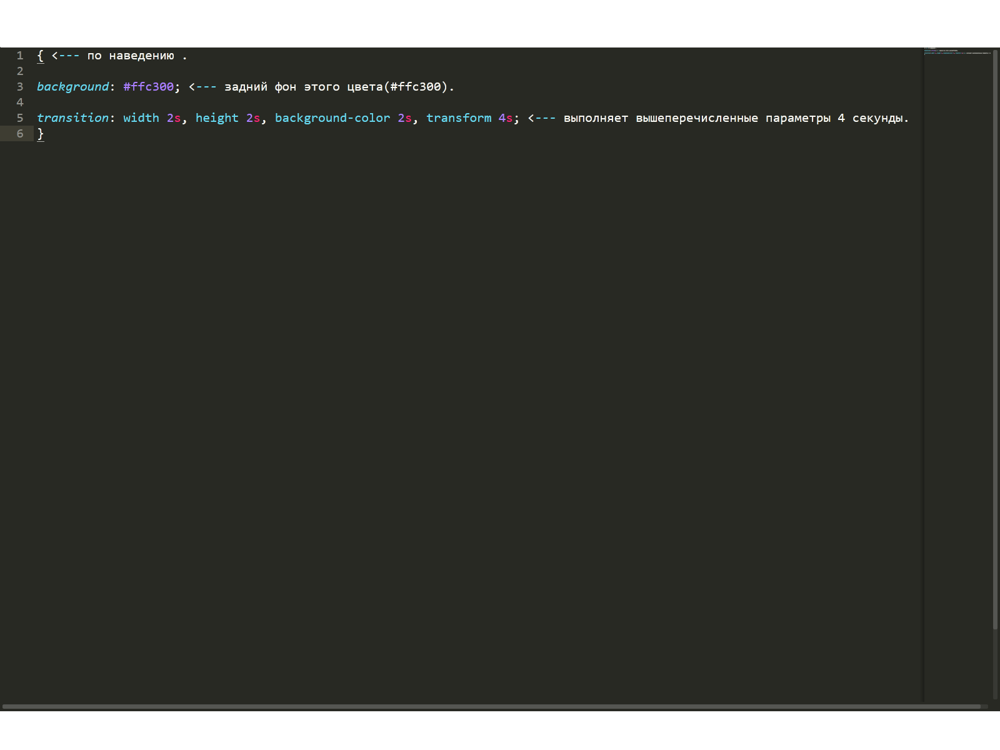 1 { <--- по наведению .
2
3 background: #ffc300; <--- задний фон этого цвета(#ffc300).
4
5 transition: width 2s, height 2s, background-color 2s, transform 4s; <--- выполняет вышеперечисленные параметры 4 секунды.
6 }